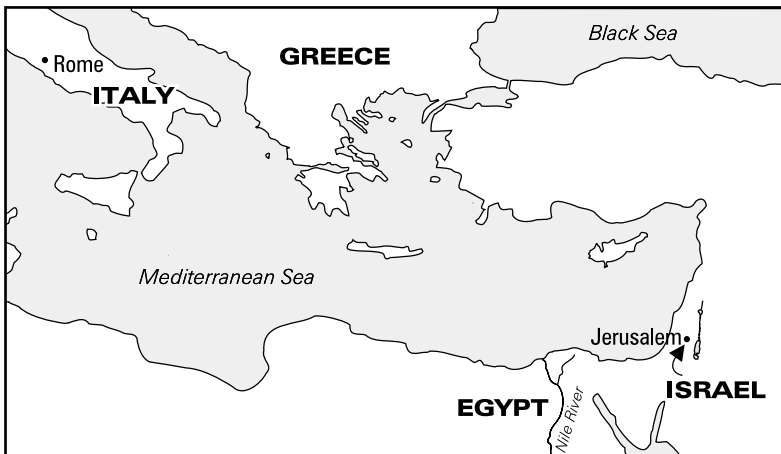 Black Sea
GREECE
Rome
ITALY
Mediterranean Sea
Jerusalem
ISRAEL
EGYPT
Nile River